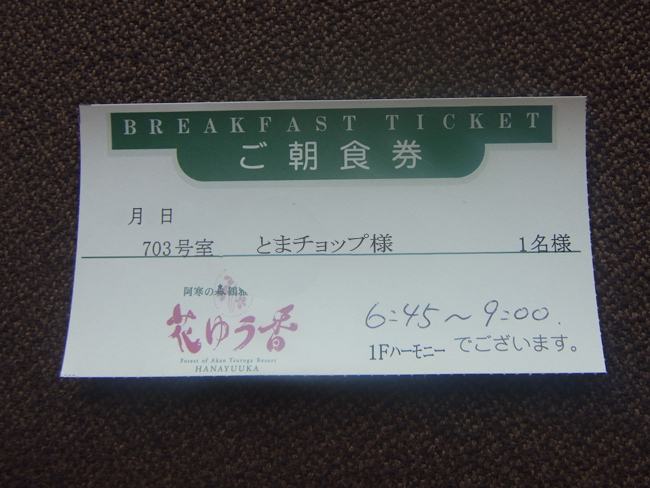 BREAKFAST TICKET
ご朝食券
月 日
703号室 とまチョップ様 1名様
阿寒の森鶴雅
花ゆう香
Forest of Akan Tsuruga Resort
HANAYUUKA
6:45~9:00.
1Fハーモニーでございます。